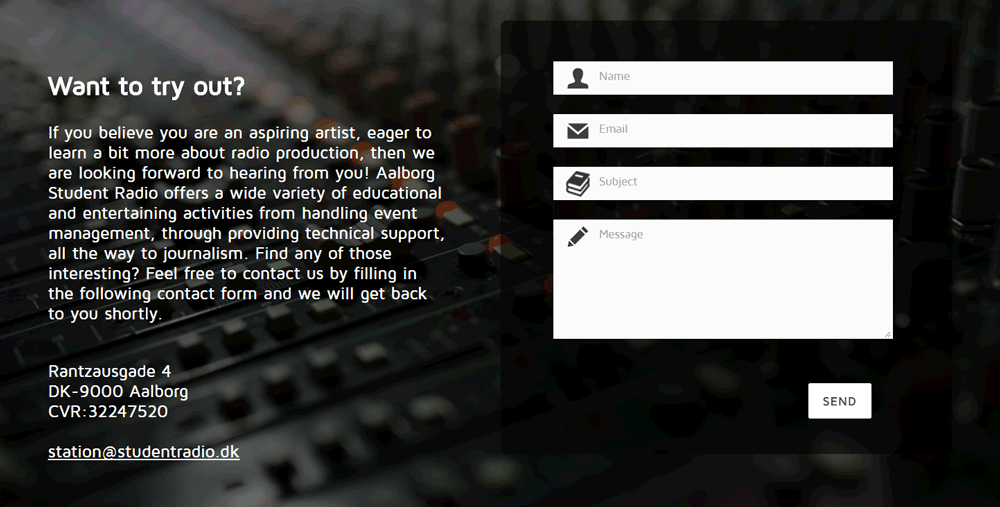 Want to try out?
If you believe you are an aspiring artist, eager to
learn a bit more about radio production, then we
are looking forward to hearing from you! Aalborg
Student Radio offers a wide variety of educational
and entertaining activities from handling event
management, through providing technical support,
all the way to journalism. Find any of those
interesting? Feel free to contact us by filling in
the following contact form and we will get back
to you shortly.
Rantzausgade 4
DK-9000 Aalborg
CVR:32247520
station@studentradio.dk
Name
Email
Subject
Message
SEND